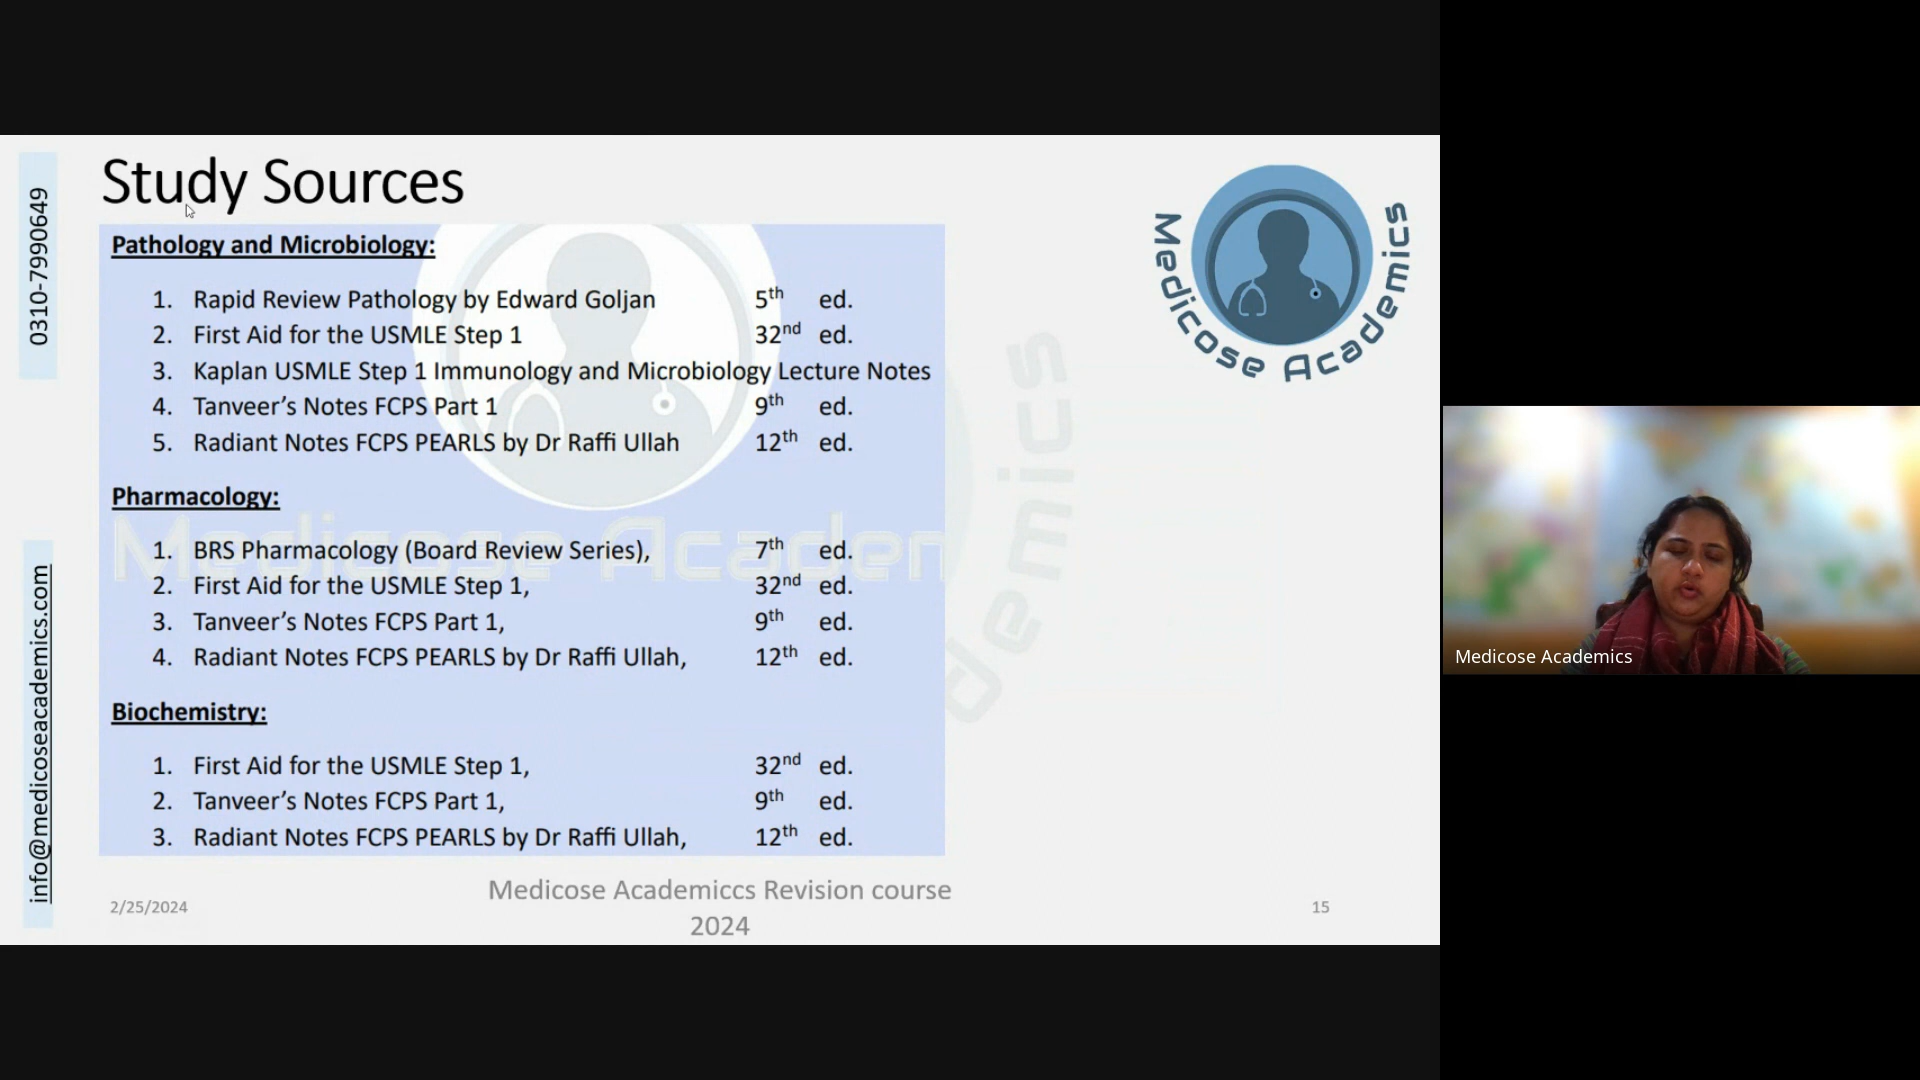 Study Sources
0310-7990649
info@medicoseacademics.com
Medicose Academics
Pathology and Microbiology:
1. Rapid Review Pathology by Edward Goljan 5th ed.
2. First Aid for the USMLE Step 1 32nd ed.
3. Kaplan USMLE Step 1 Immunology and Microbiology Lecture Notes
4. Tanveer’s Notes FCPS Part 1 9th ed.
5. Radiant Notes FCPS PEARLS by Dr Raffi Ullah 12th ed.
Pharmacology:
Medicose Academ
demics
1. BRS Pharmacology (Board Review Series), 7th ed.
2. First Aid for the USMLE Step 1, 32nd ed.
3. Tanveer’s Notes FCPS Part 1, 9th ed.
4. Radiant Notes FCPS PEARLS by Dr Raffi Ullah, 12th ed.
Biochemistry:
1. First Aid for the USMLE Step 1, 32nd ed.
2. Tanveer’s Notes FCPS Part 1, 9th ed.
3. Radiant Notes FCPS PEARLS by Dr Raffi Ullah, 12th ed.
2/25/2024
Medicose Academiccs Revision course
2024
15
Medicose Academics